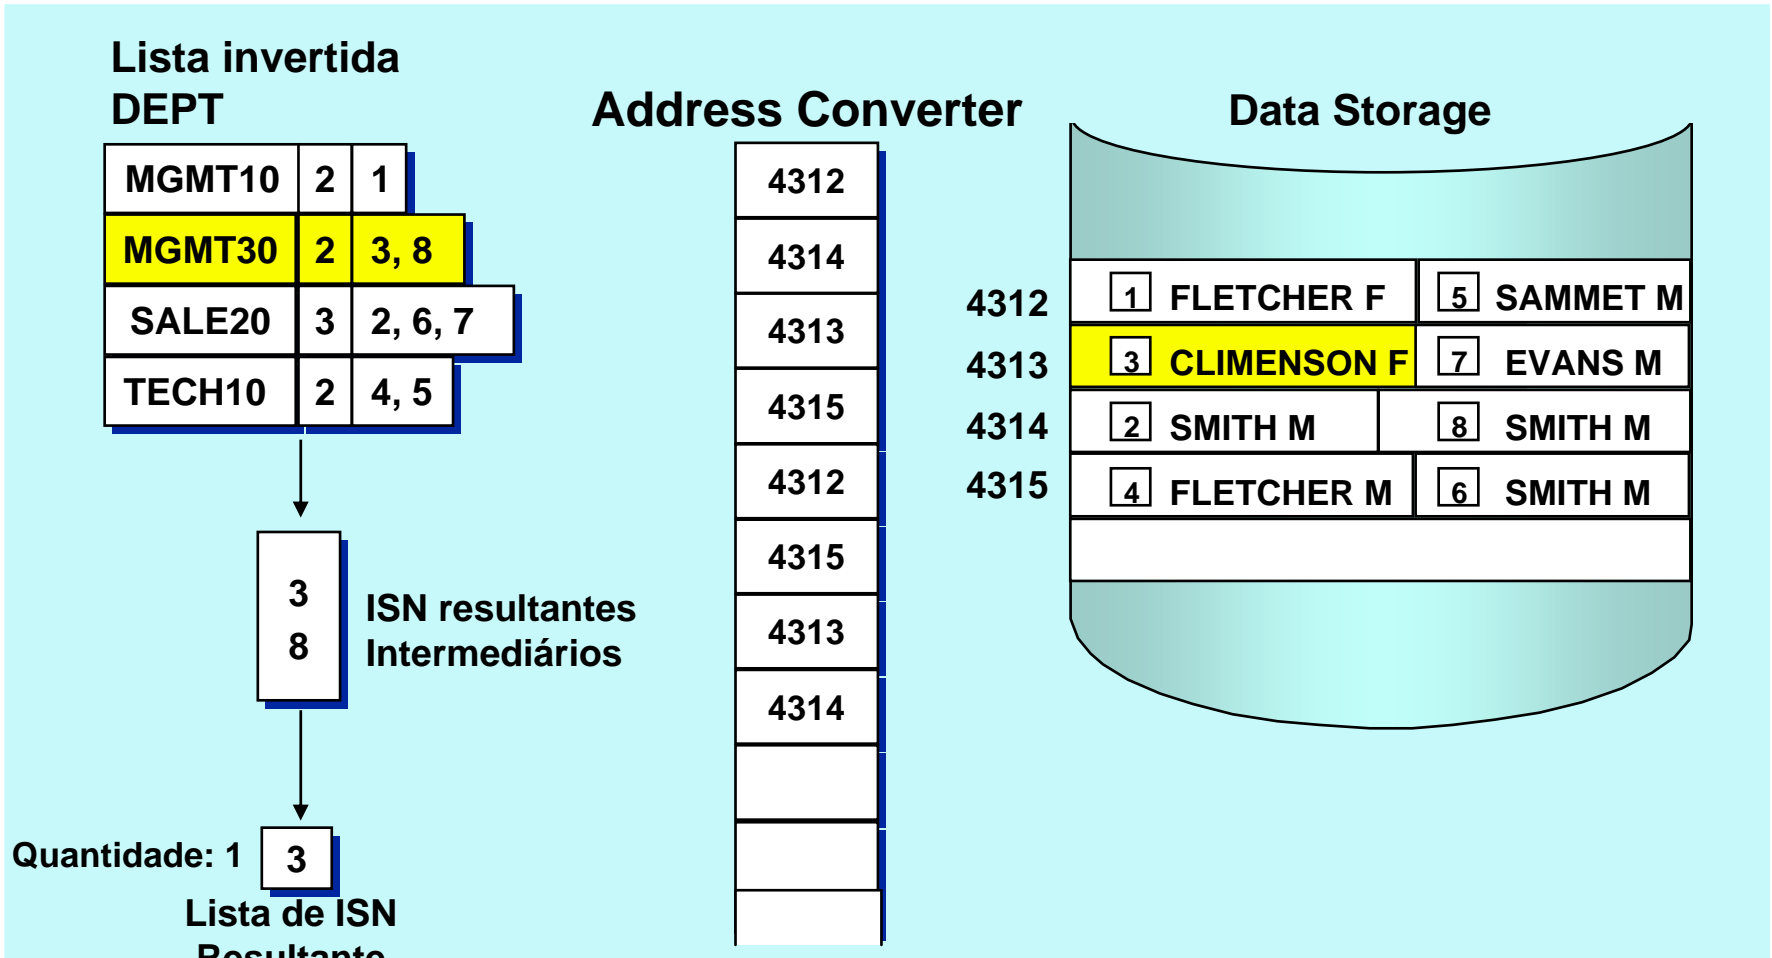 Lista invertida
DEPT
MGMT10 2 1
MGMT30 2 3, 8
SALE20 3 2, 6, 7
TECH10 2 4, 5
3
8
ISN resultantes
Intermediários
Quantidade: 1 3
Lista de ISN
Resultante
Address Converter
4312
4314
4313
4315
4312
4315
4313
4314
Data Storage
4312 1 FLETCHER F 5 SAMMET M
4313 3 CLIMENSON F 7 EVANS M
4314 2 SMITH M 8 SMITH M
4315 4 FLETCHER M 6 SMITH M